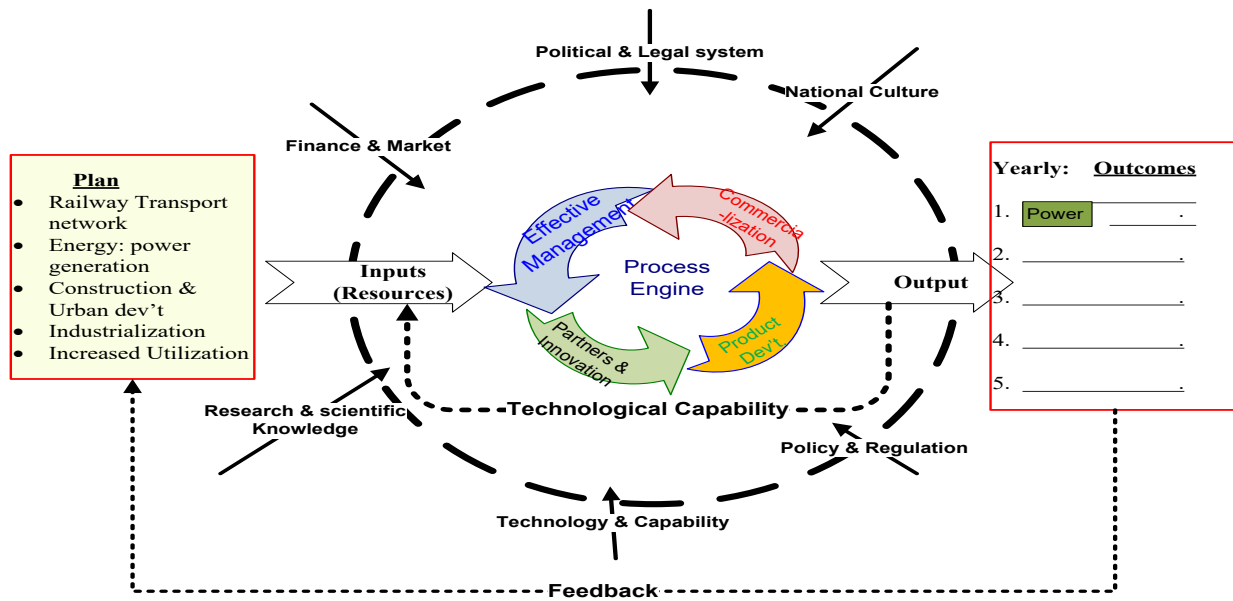 Political & Legal system
National Culture
Finance & Market
Plan
• Railway Transport
network
• Energy: power
generation
• Construction &
Urban dev't
• Industrialization
• Increased Utilization
Inputs
(Resources)
Effective
Management
Commercia
-lization
Process
Engine
Partners &
Innovation
Product
Dev't.
Output
Yearly: Outcomes
1. Power .
.
2. .
3. .
4. .
5. .
Technological Capability
Research & scientific
Knowledge
Policy & Regulation
Technology & Capability
Feedback